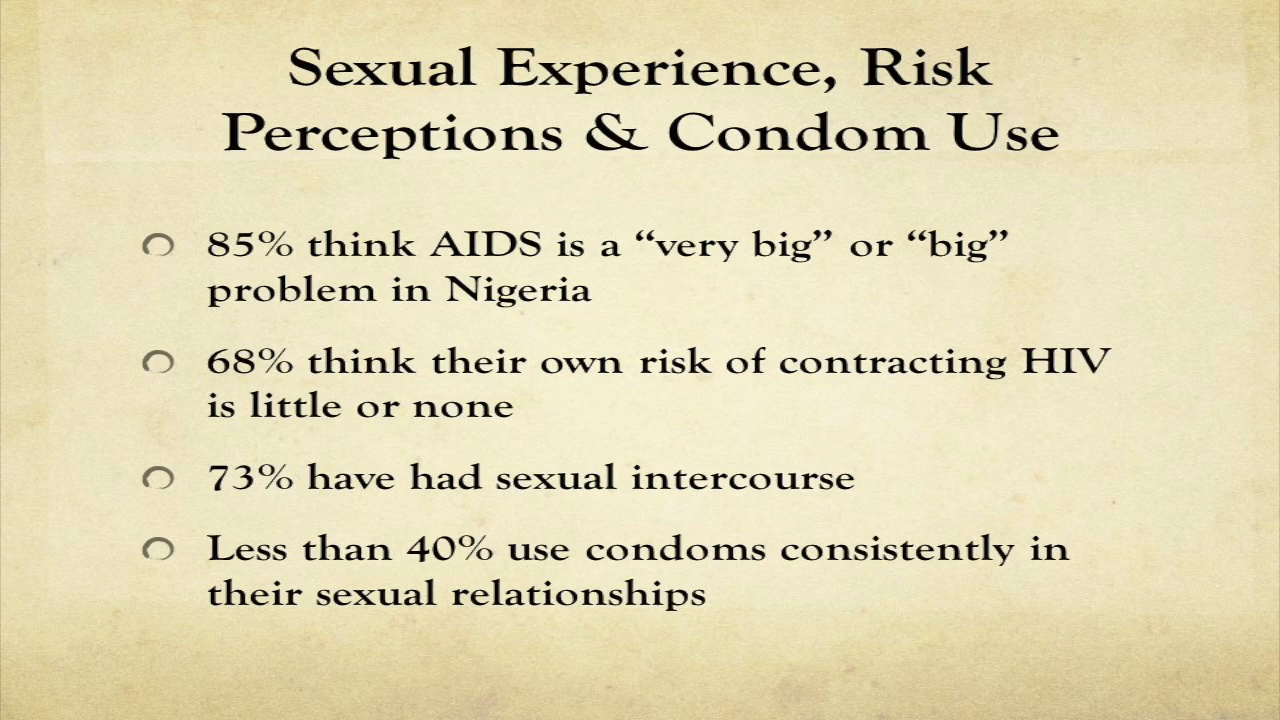 Sexual Experience, Risk
Perceptions & Condom Use
85% think AIDS is a “very big” or “big”
problem in Nigeria
68% think their own risk of contracting HIV
is little or none
73% have had sexual intercourse
Less than 40% use condoms consistently in
their sexual relationships